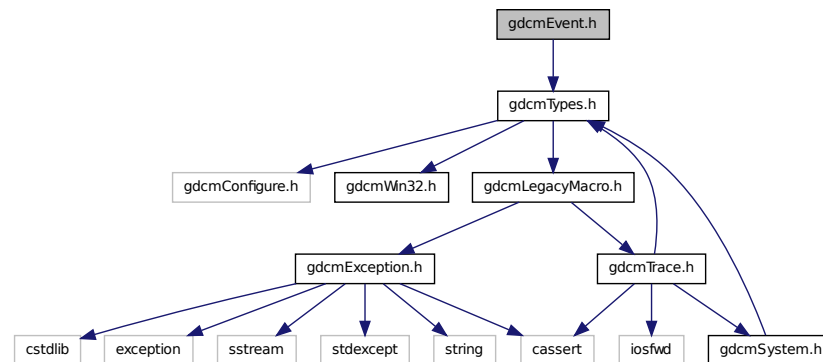 gdcmEvent.h
gdcmTypes.h
gdcmConfigure.h
gdcmWin32.h
gdcmLegacyMacro.h
gdcmException.h
gdcmTrace.h
cstdlib
exception
sstream
stdexcept
string
cassert
iosfwd
gdcmSystem.h